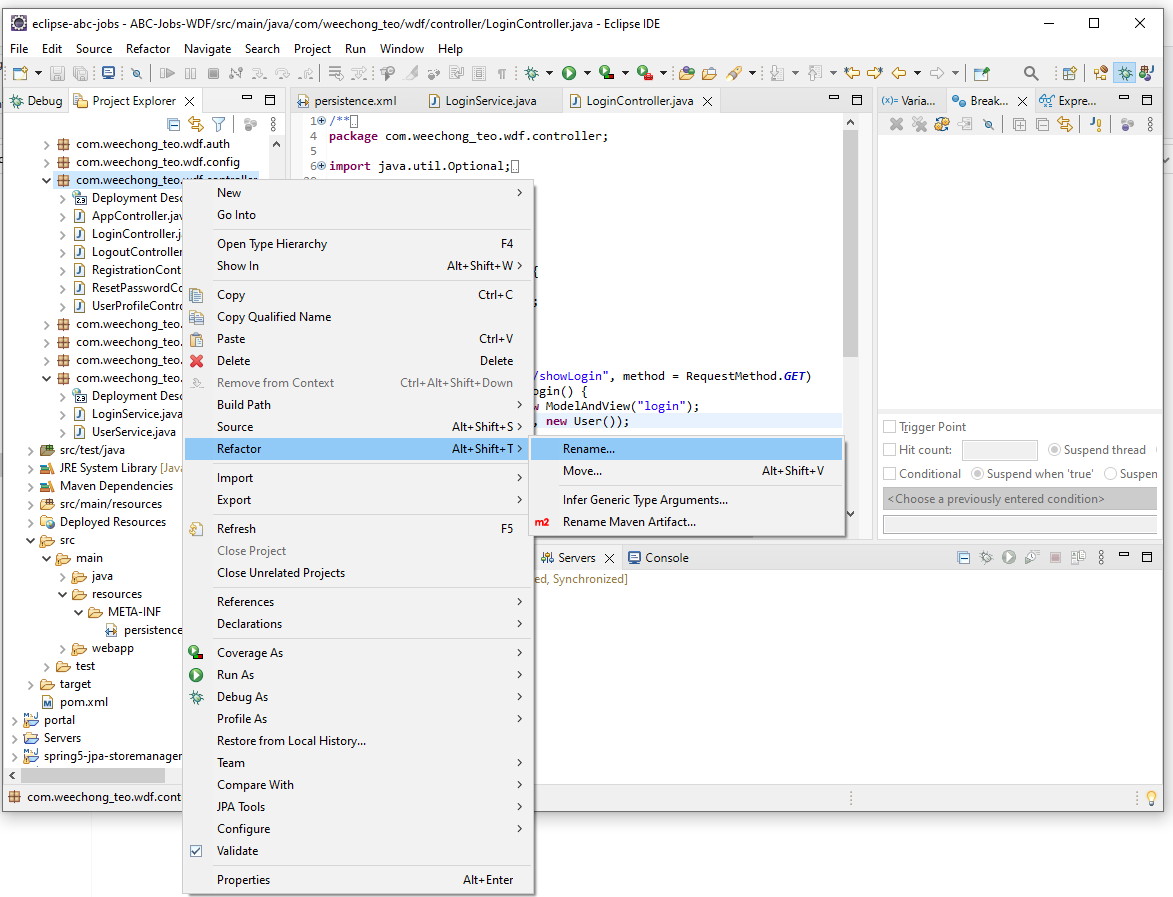 eclipse-abc-jobs - ABC-Jobs-WDF/src/main/java/com/weechong_teo/wdf/controller/LoginController.java - Eclipse IDE
File Edit Source Refactor Navigate Search Project Run Window Help
Debug Project Explorer
com.weechong_teo.wdf.auth
com.weechong_teo.wdf.config
com.weechong_teo.wdf.controller
Deployment Desc
AppController.jav
LoginController.j
LogoutController
RegistrationCont
ResetPasswordCo
UserProfileContro
com.weechong_te
com.weechong_te
com.weechong_te
com.weechong_te
Deployment Desc
LoginService.java
UserService.java
src/test/java
JRE System Library [Java
Maven Dependencies
src/main/resources
Deployed Resources
src
main
java
resources
META-INF
persistence
webapp
test
target
pom.xml
portal
Servers
spring5-jpa-storemanager
com.weechong_teo.wdf.cont
New
Go Into
Open Type Hierarchy F4
Show In Alt+Shift+W
Copy Ctrl+C
Copy Qualified Name
Paste Ctrl+V
Delete Delete
Remove from Context Ctrl+Alt+Shift+Down
Build Path
Source Alt+Shift+S
Refactor Alt+Shift+T
Import
Export
Refresh F5
Close Project
Close Unrelated Projects
References
Declarations
Coverage As
Run As
Debug As
Profile As
Restore from Local History...
Team
Compare With
JPA Tools
Configure
Validate
Properties Alt+Enter
Rename...
Move... Alt+Shift+V
Infer Generic Type Arguments...
m2 Rename Maven Artifact...
persistence.xml LoginService.java LoginController.java
1 /**
4 package com.weechong_teo.wdf.controller;
5
6 import java.util.Optional;
{
;
/showLogin", method = RequestMethod.GET)
ogin() {
w ModelAndView("login");
, new User());
(x)= Varia... Break... Expre...
Trigger Point
Hit count: Suspend thread
Conditional Suspend when 'true' Suspen
<Choose a previously entered condition>
Servers Console
ed, Synchronized]